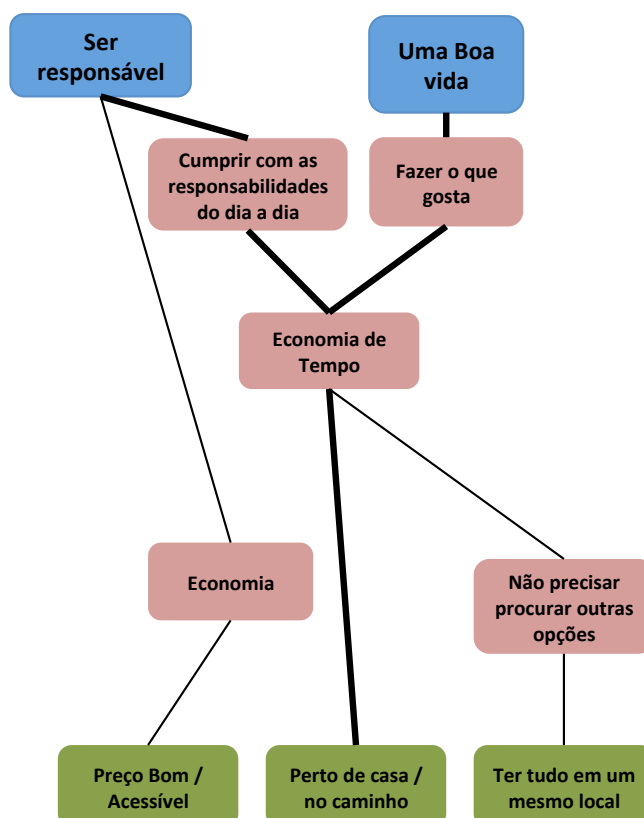 Ser
responsável
Uma Boa
vida
Cumprir com as
responsabilidades
do dia a dia
Fazer o que
gosta
Economia de
Tempo
Economia
Não precisar
procurar outras
opções
Preço Bom /
Acessível
Perto de casa /
no caminho
Ter tudo em um
mesmo local